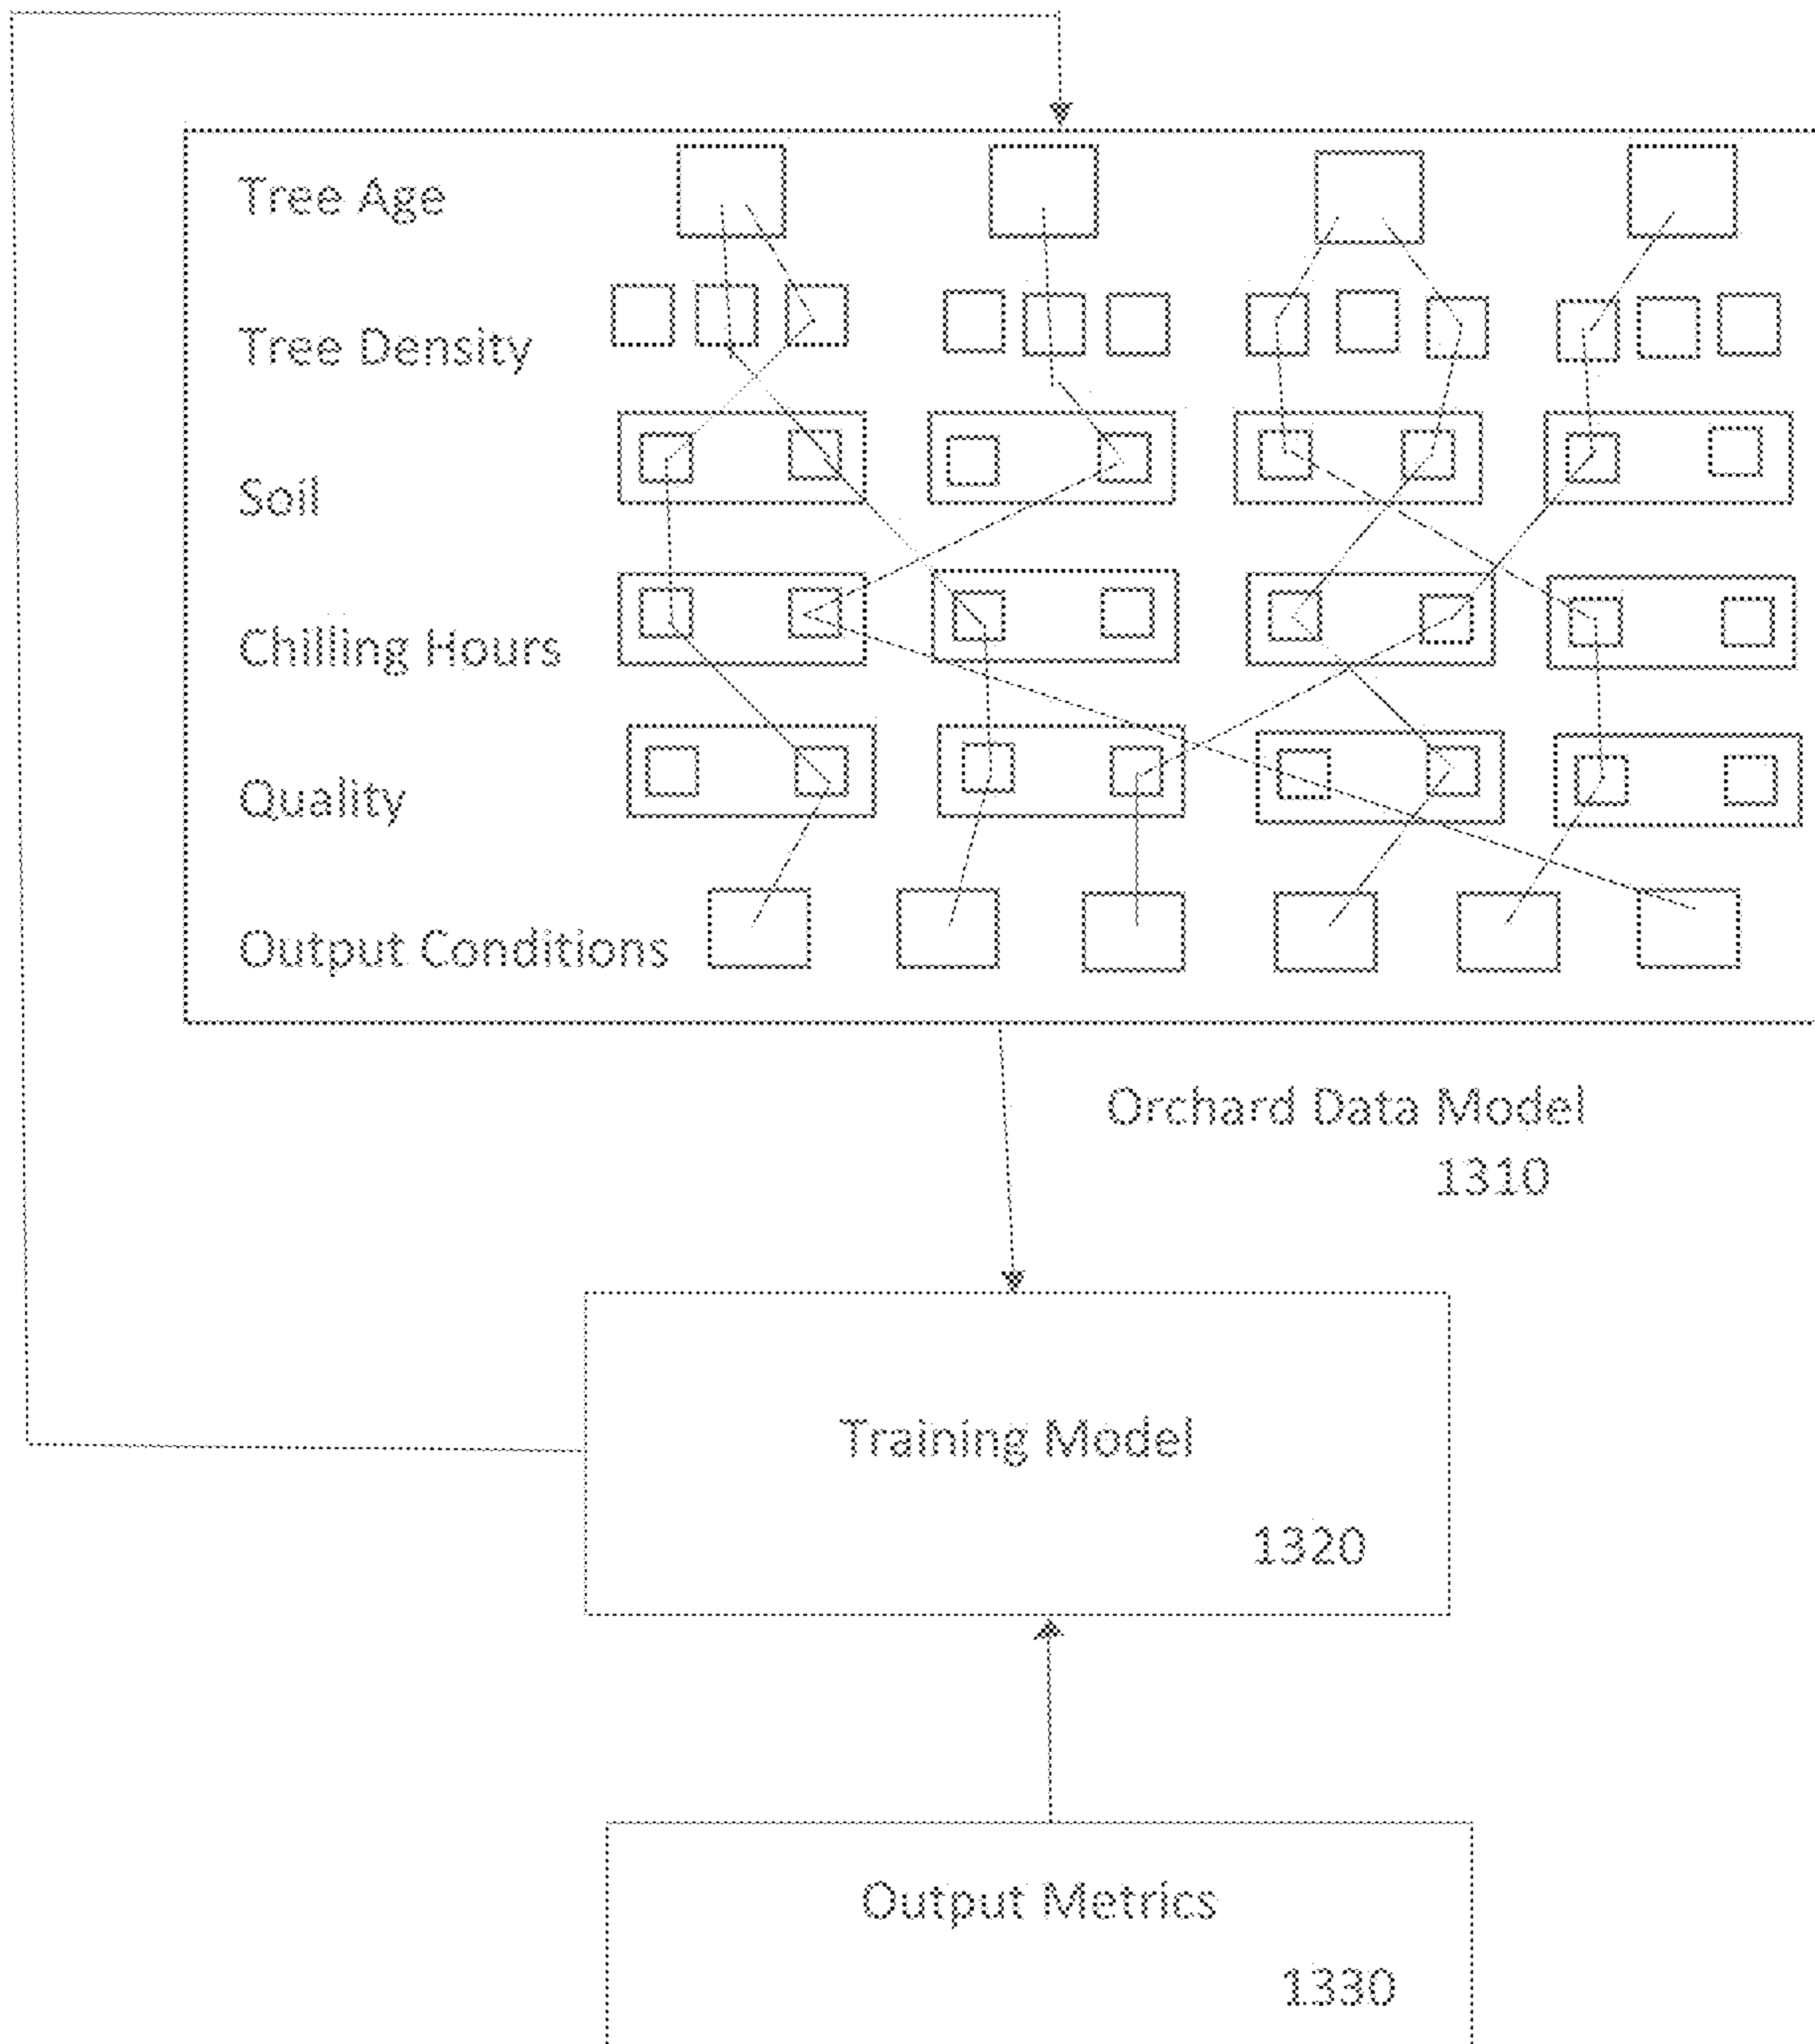 Tree Age
Tree Density
Soil
Chilling Hours
Quality
Output Conditions
Orchard Data Model
1310
Training Model
1320
Output Metrics
1330